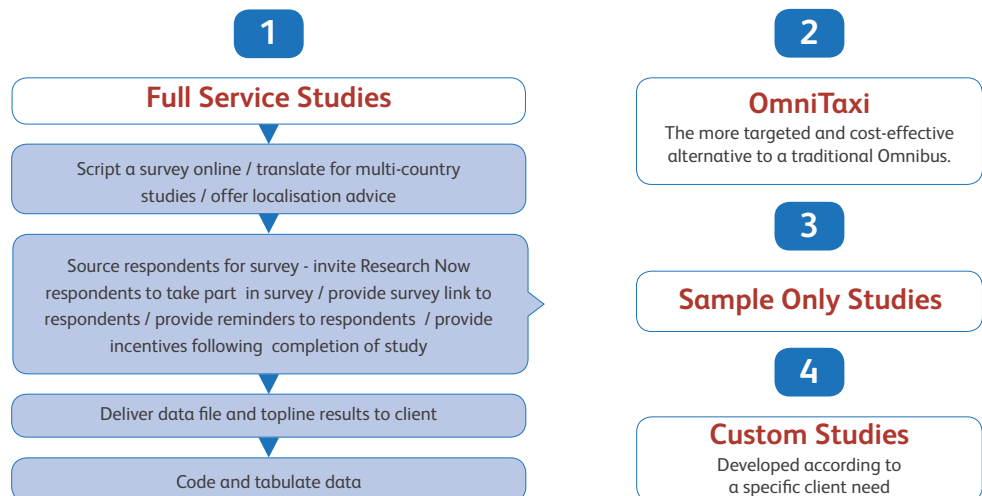 1
Full Service Studies
Script a survey online / translate for multi-country
studies / offer localisation advice
Source respondents for survey - invite Research Now
respondents to take part in survey / provide survey link to
respondents / provide reminders to respondents / provide
incentives following completion of study
Deliver data file and topline results to client
Code and tabulate data
2
OmniTaxi
The more targeted and cost-effective
alternative to a traditional Omnibus.
3
Sample Only Studies
4
Custom Studies
Developed according to
a specific client need